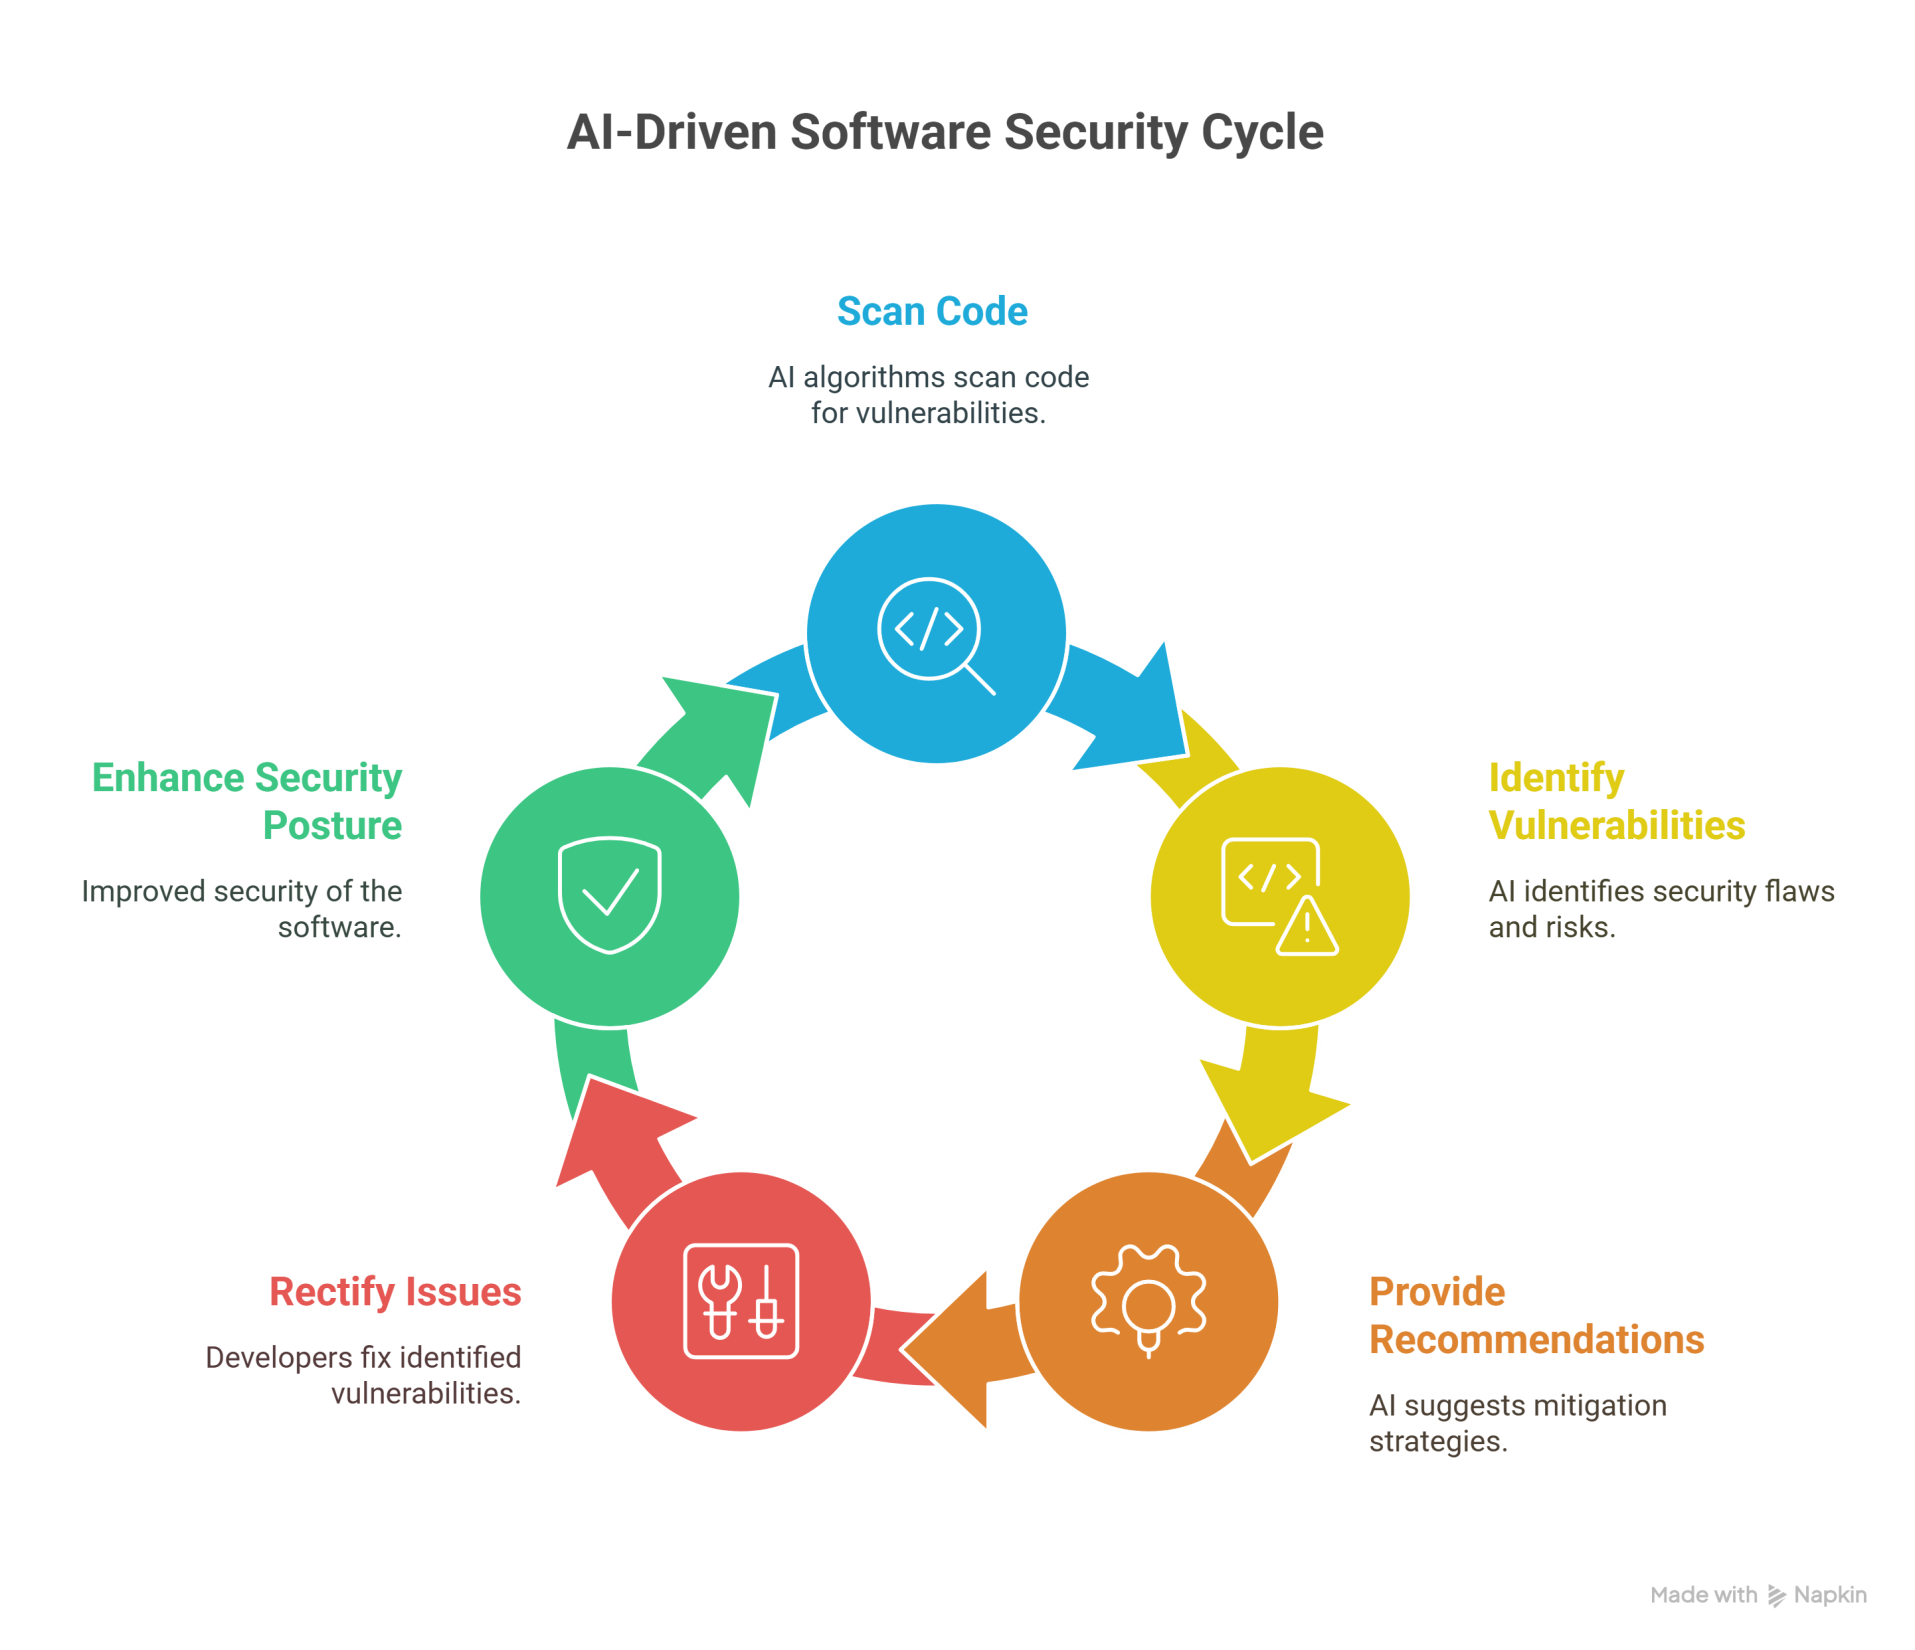 AI-Driven Software Security Cycle
Scan Code
AI algorithms scan code
for vulnerabilities.
</>
Identify
Vulnerabilities
AI identifies security flaws
and risks.
</>
!
Provide
Recommendations
AI suggests mitigation
strategies.
Rectify Issues
Developers fix identified
vulnerabilities.
Enhance Security
Posture
Improved security of the
software.
Made with Napkin